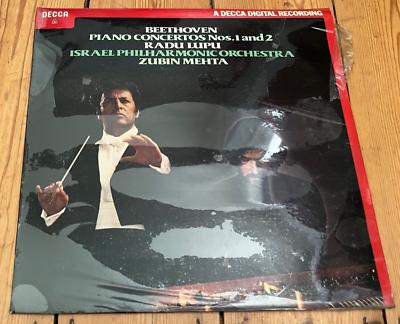 DECCA
A DECCA DIGITAL RECORDING
BEETHOVEN
PIANO CONCERTOS Nos. 1 and 2
RADU LUPU
ISRAEL PHILHARMONIC ORCHESTRA
ZUBIN MEHTA